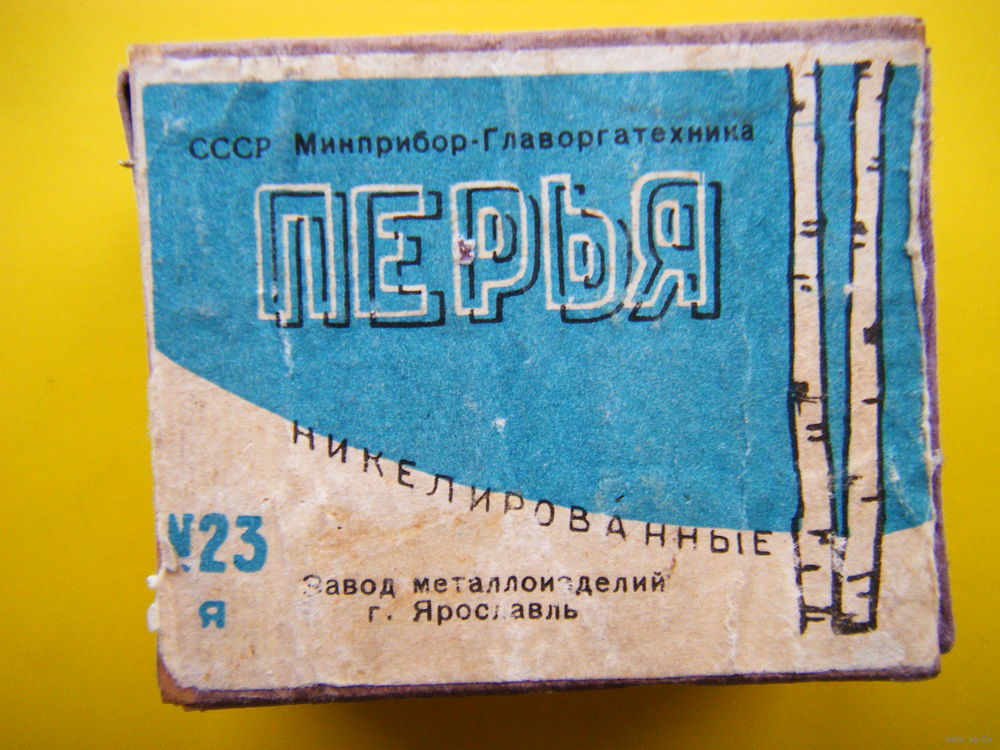 СССР Минприбор-Главоргатехника
ПЕРЬЯ
НИКЕЛИРОВАННЫЕ
№23
Я
Завод металлоизделий
г. Ярославль